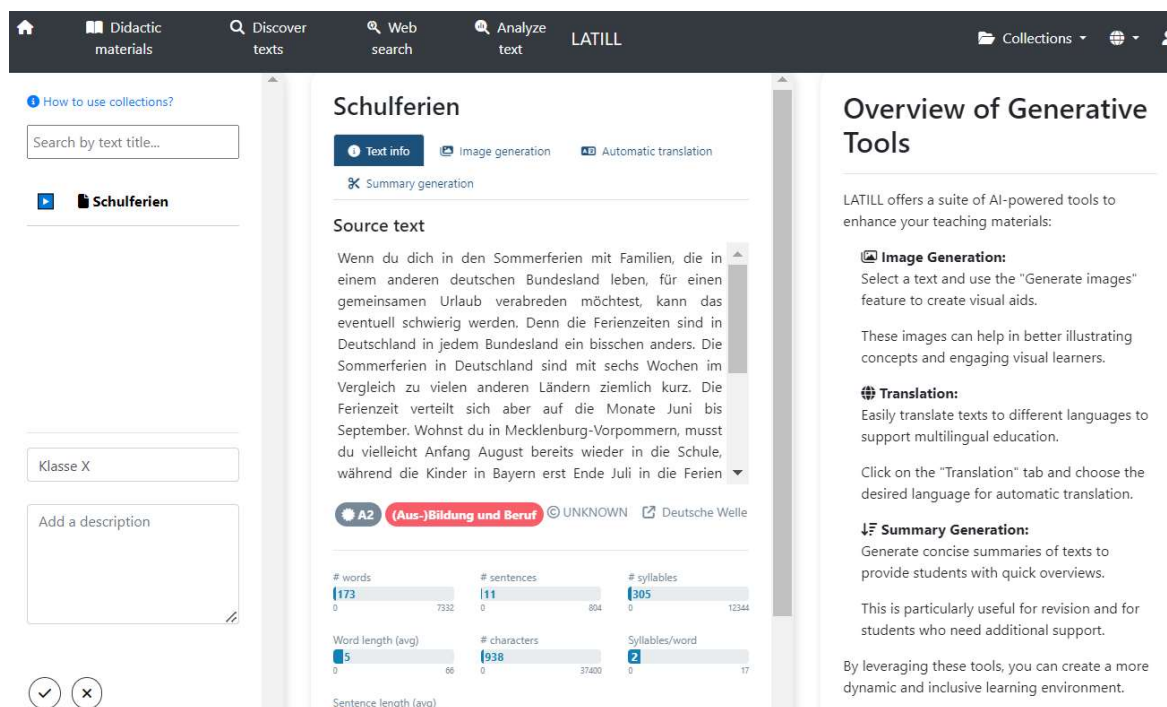 Didactic materials
Discover texts
Web search
Analyze text
LATILL
Collections
How to use collections?
Search by text title...
Schulferien
Klasse X
Add a description
Schulferien
Text info
Image generation
Automatic translation
Summary generation
Source text
Wenn du dich in den Sommerferien mit Familien, die in
einem anderen deutschen Bundesland leben, für einen
gemeinsamen Urlaub verabreden möchtest, kann das
eventuell schwierig werden. Denn die Ferienzeiten sind in
Deutschland in jedem Bundesland ein bisschen anders. Die
Sommerferien in Deutschland sind mit sechs Wochen im
Vergleich zu vielen anderen Ländern ziemlich kurz. Die
Ferienzeit verteilt sich aber auf die Monate Juni bis
September. Wohnst du in Mecklenburg-Vorpommern, musst
du vielleicht Anfang August bereits wieder in die Schule,
während die Kinder in Bayern erst Ende Juli in die Ferien
A2 (Aus-)Bildung und Beruf © UNKNOWN Deutsche Welle
# words # sentences # syllables
173 11 305
0 7332 0 804 0 12344
Word length (avg) # characters Syllables/word
5 938 2
0 66 0 37400 0 17
Sentence length (avg)
Overview of Generative
Tools
LATILL offers a suite of AI-powered tools to
enhance your teaching materials:
Image Generation:
Select a text and use the "Generate images"
feature to create visual aids.
These images can help in better illustrating
concepts and engaging visual learners.
Translation:
Easily translate texts to different languages to
support multilingual education.
Click on the "Translation" tab and choose the
desired language for automatic translation.
Summary Generation:
Generate concise summaries of texts to
provide students with quick overviews.
This is particularly useful for revision and for
students who need additional support.
By leveraging these tools, you can create a more
dynamic and inclusive learning environment.